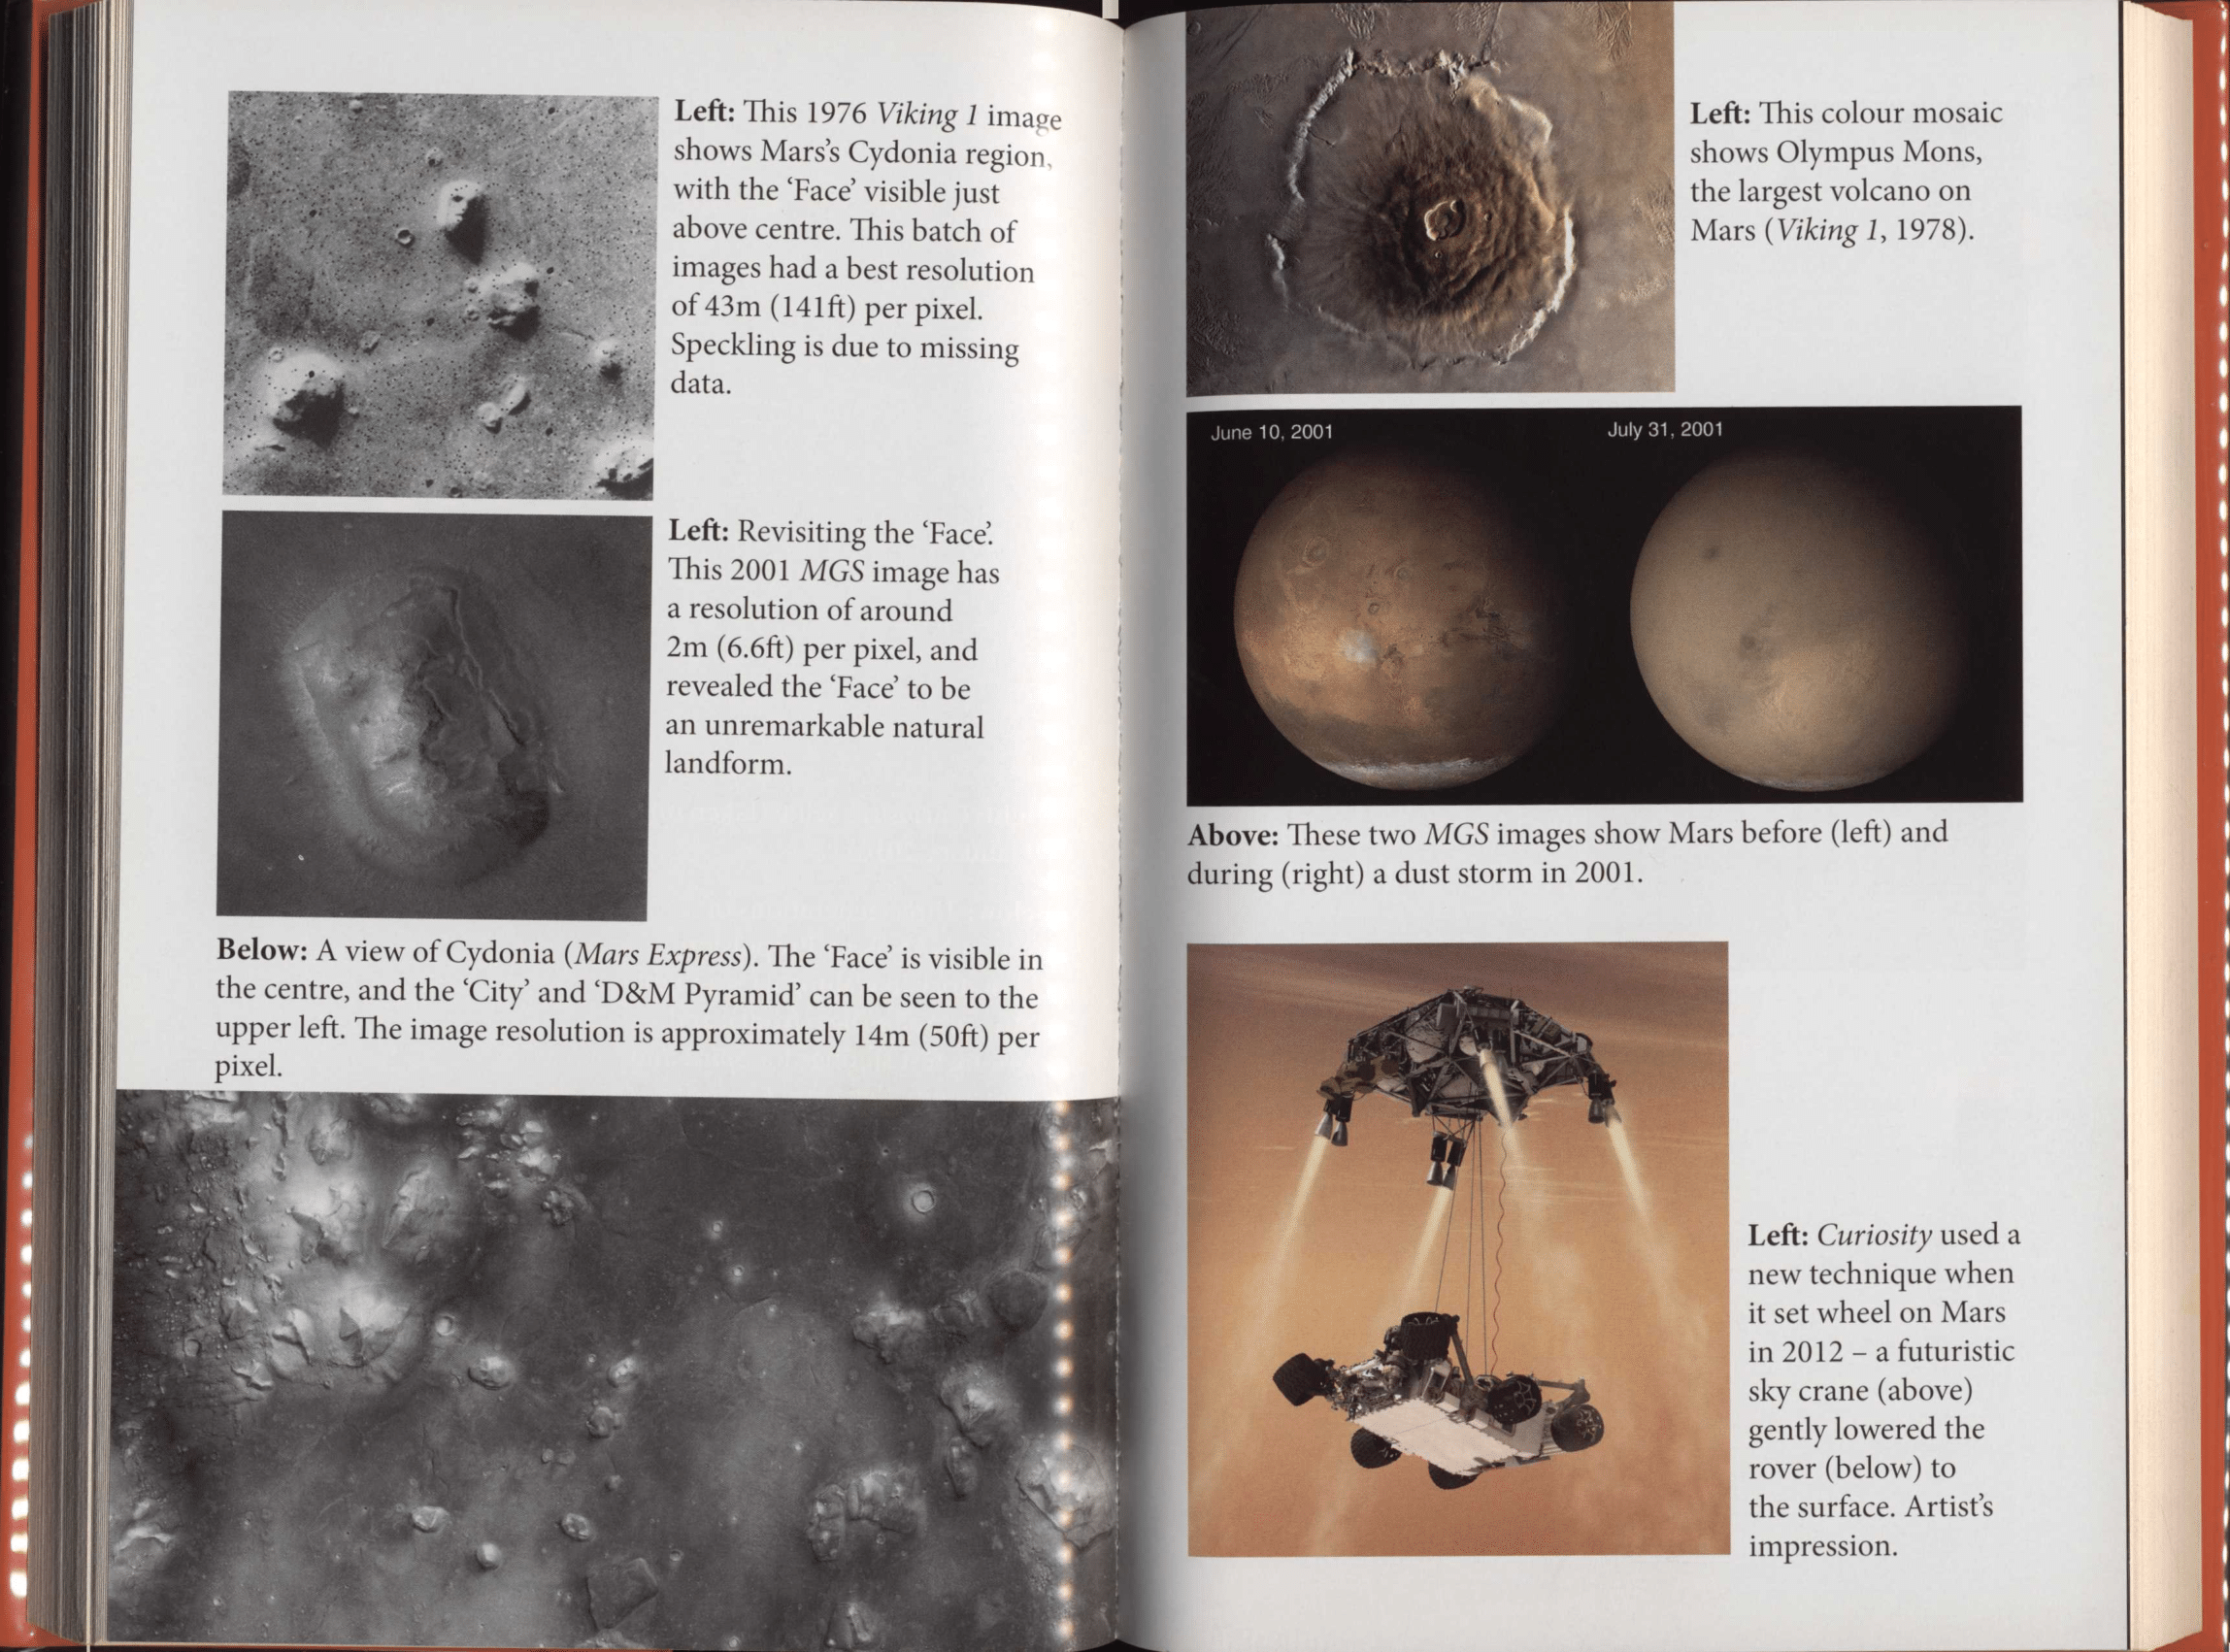 Left: This 1976 Viking 1 image
shows Mars's Cydonia region,
with the ‘Face’ visible just
above centre. This batch of
images had a best resolution
of 43m (141ft) per pixel.
Speckling is due to missing
data.
Left: Revisiting the ‘Face’.
This 2001 MGS image has
a resolution of around
2m (6.6ft) per pixel, and
revealed the ‘Face’ to be
an unremarkable natural
landform.
Below: A view of Cydonia (Mars Express). The ‘Face’ is visible in
the centre, and the ‘City’ and ‘D&M Pyramid’ can be seen to the
upper left. The image resolution is approximately 14m (50ft) per
pixel.
Left: This colour mosaic
shows Olympus Mons,
the largest volcano on
Mars (Viking 1, 1978).
June 10, 2001
July 31, 2001
Above: These two MGS images show Mars before (left) and
during (right) a dust storm in 2001.
Left: Curiosity used a
new technique when
it set wheel on Mars
in 2012 – a futuristic
sky crane (above)
gently lowered the
rover (below) to
the surface. Artist's
impression.